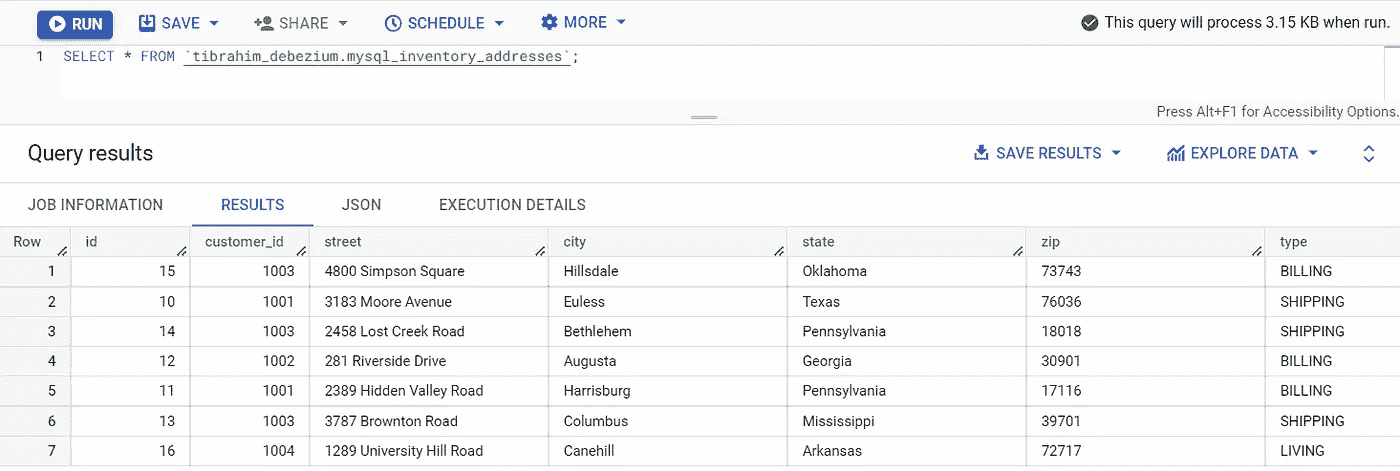 RUN SAVE SHARE SCHEDULE MORE This query will process 3.15 KB when run.
1 SELECT * FROM `tibrahim_debezium.mysql_inventory_addresses`;
Press Alt+F1 for Accessibility Options.
Query results SAVE RESULTS EXPLORE DATA
JOB INFORMATION RESULTS JSON EXECUTION DETAILS
Row id customer_id street city state zip type
1 15 1003 4800 Simpson Square Hillsdale Oklahoma 73743 BILLING
2 10 1001 3183 Moore Avenue Euless Texas 76036 SHIPPING
3 14 1003 2458 Lost Creek Road Bethlehem Pennsylvania 18018 SHIPPING
4 12 1002 281 Riverside Drive Augusta Georgia 30901 BILLING
5 11 1001 2389 Hidden Valley Road Harrisburg Pennsylvania 17116 BILLING
6 13 1003 3787 Brownton Road Columbus Mississippi 39701 SHIPPING
7 16 1004 1289 University Hill Road Canehill Arkansas 72717 LIVING